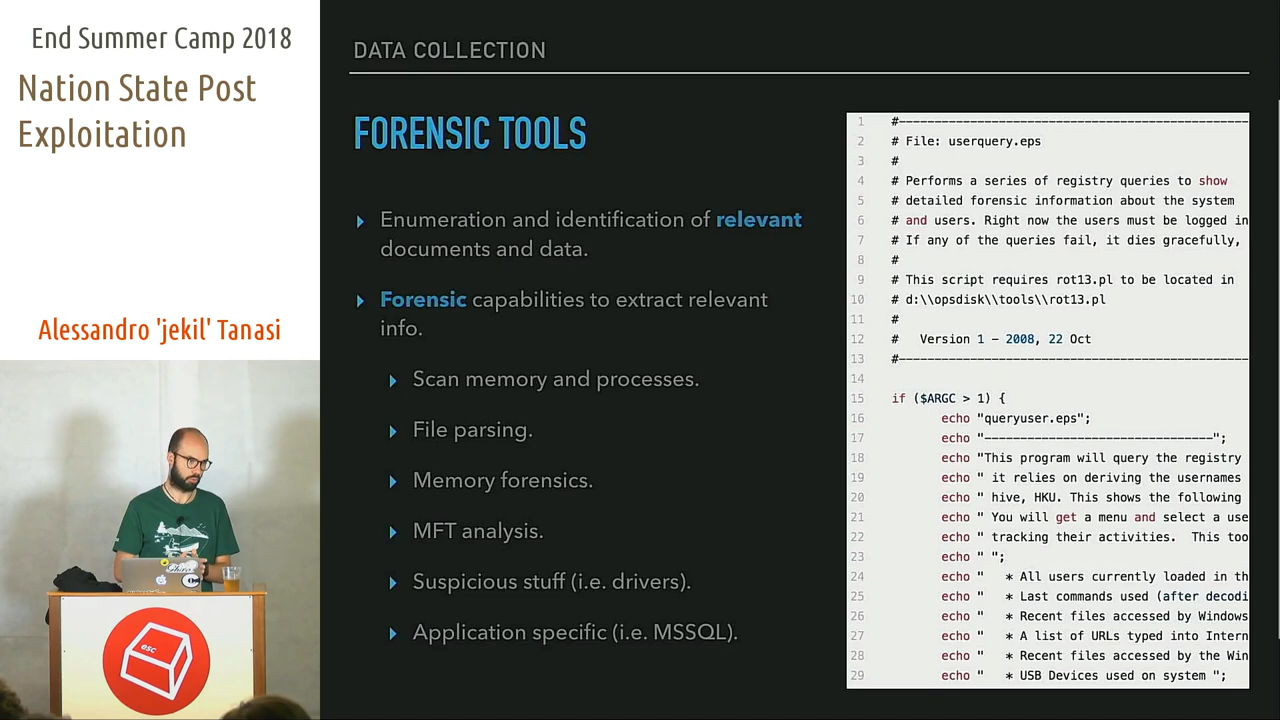 End Summer Camp 2018
Nation State Post
Exploitation
Alessandro 'jekil' Tanasi
esc
DATA COLLECTION
FORENSIC TOOLS
Enumeration and identification of relevant
documents and data.
Forensic capabilities to extract relevant
info.
Scan memory and processes.
File parsing.
Memory forensics.
MFT analysis.
Suspicious stuff (i.e. drivers).
Application specific (i.e. MSSQL).
1 #----------------------------------------------------
2 # File: userquery.eps
3 #
4 # Performs a series of registry queries to show
5 # detailed forensic information about the system
6 # and users. Right now the users must be logged in
7 # If any of the queries fail, it dies gracefully,
8 #
9 # This script requires rot13.pl to be located in
10 # d:\\opsdisk\\tools\\rot13.pl
11 #
12 #   Version 1 - 2008, 22 Oct
13 #----------------------------------------------------
14
15 if ($ARGC > 1) {
16 echo "queryuser.eps";
17 echo "--------------------------------";
18 echo "This program will query the registry
19 echo " it relies on deriving the usernames
20 echo " hive, HKU. This shows the following
21 echo " You will get a menu and select a use
22 echo " tracking their activities.  This too
23 echo " ";
24 echo "   * All users currently loaded in th
25 echo "   * Last commands used (after decodi
26 echo "   * Recent files accessed by Windows
27 echo "   * A list of URLs typed into Intern
28 echo "   * Recent files accessed by the Win
29 echo "   * USB Devices used on system ";